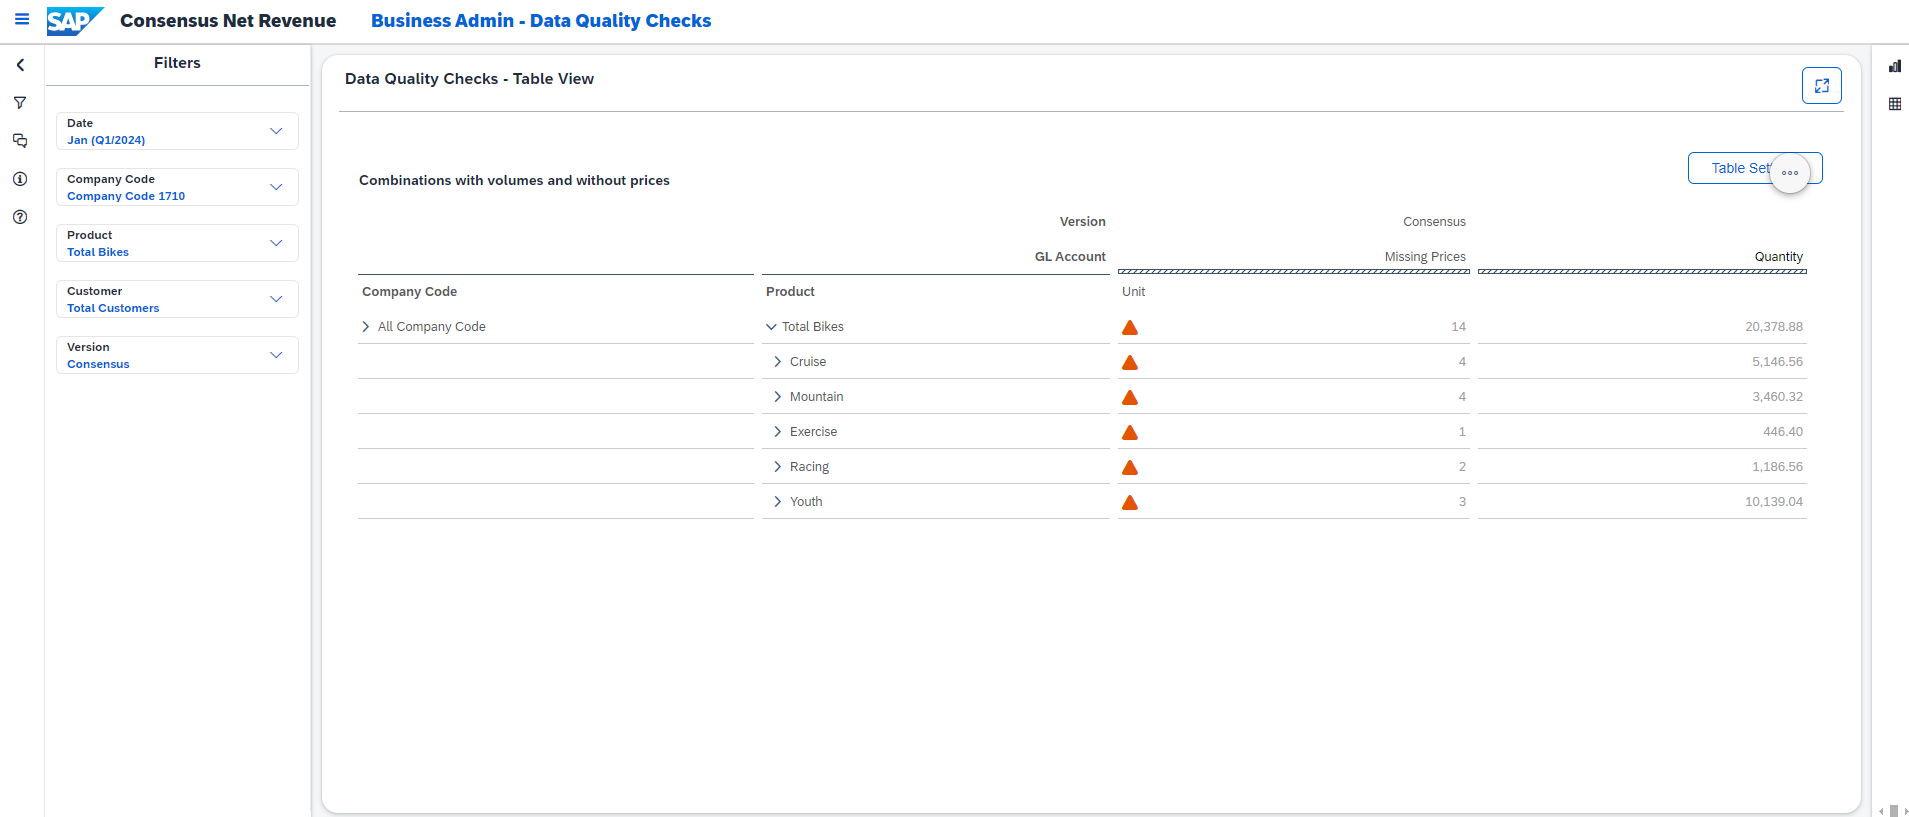 SAP Consensus Net Revenue Business Admin - Data Quality Checks
Filters
Date
Jan (Q1/2024)
Company Code
Company Code 1710
Product
Total Bikes
Customer
Total Customers
Version
Consensus
Data Quality Checks - Table View
Combinations with volumes and without prices
Table Set
Version Consensus
GL Account Missing Prices Quantity
Company Code Product Unit
All Company Code Total Bikes 14 20,378.88
Cruise 4 5,146.56
Mountain 4 3,460.32
Exercise 1 446.40
Racing 2 1,186.56
Youth 3 10,139.04